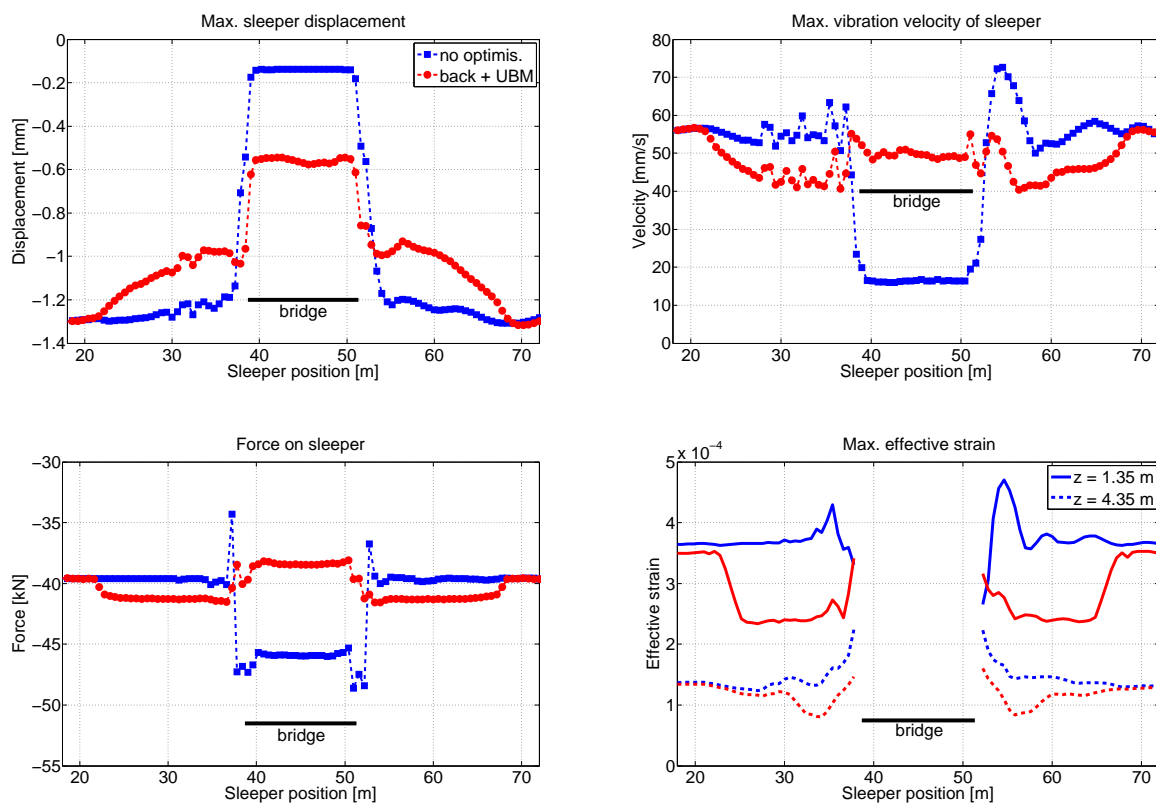 Max. sleeper displacement
0
−0.2
−0.4
−0.6
−0.8
−1
−1.2
−1.4
Displacement [mm]
no optimis.
back + UBM
bridge
20 30 40 50 60 70
Sleeper position [m]
Max. vibration velocity of sleeper
80
70
60
50
40
30
20
10
0
Velocity [mm/s]
bridge
20 30 40 50 60 70
Sleeper position [m]
Force on sleeper
−30
−35
−40
−45
−50
−55
Force [kN]
bridge
20 30 40 50 60 70
Sleeper position [m]
Max. effective strain
x 10−4
5
4
3
2
1
0
Effective strain
z = 1.35 m
z = 4.35 m
bridge
20 30 40 50 60 70
Sleeper position [m]